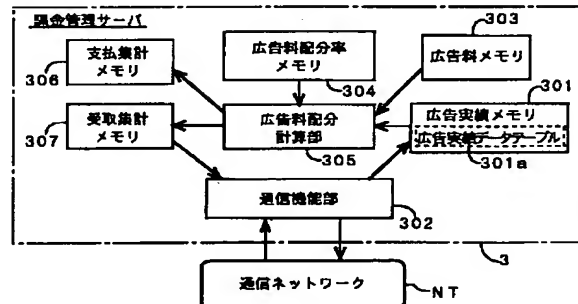 課金管理サーバ
支払集計
メモリ
306
広告料配分率
メモリ
304
303
広告料メモリ
受取集計
メモリ
307
広告料配分
計算部
305
301
広告実績メモリ
広告実績データテーブル
301a
通信機能部
302
3
通信ネットワーク
NT